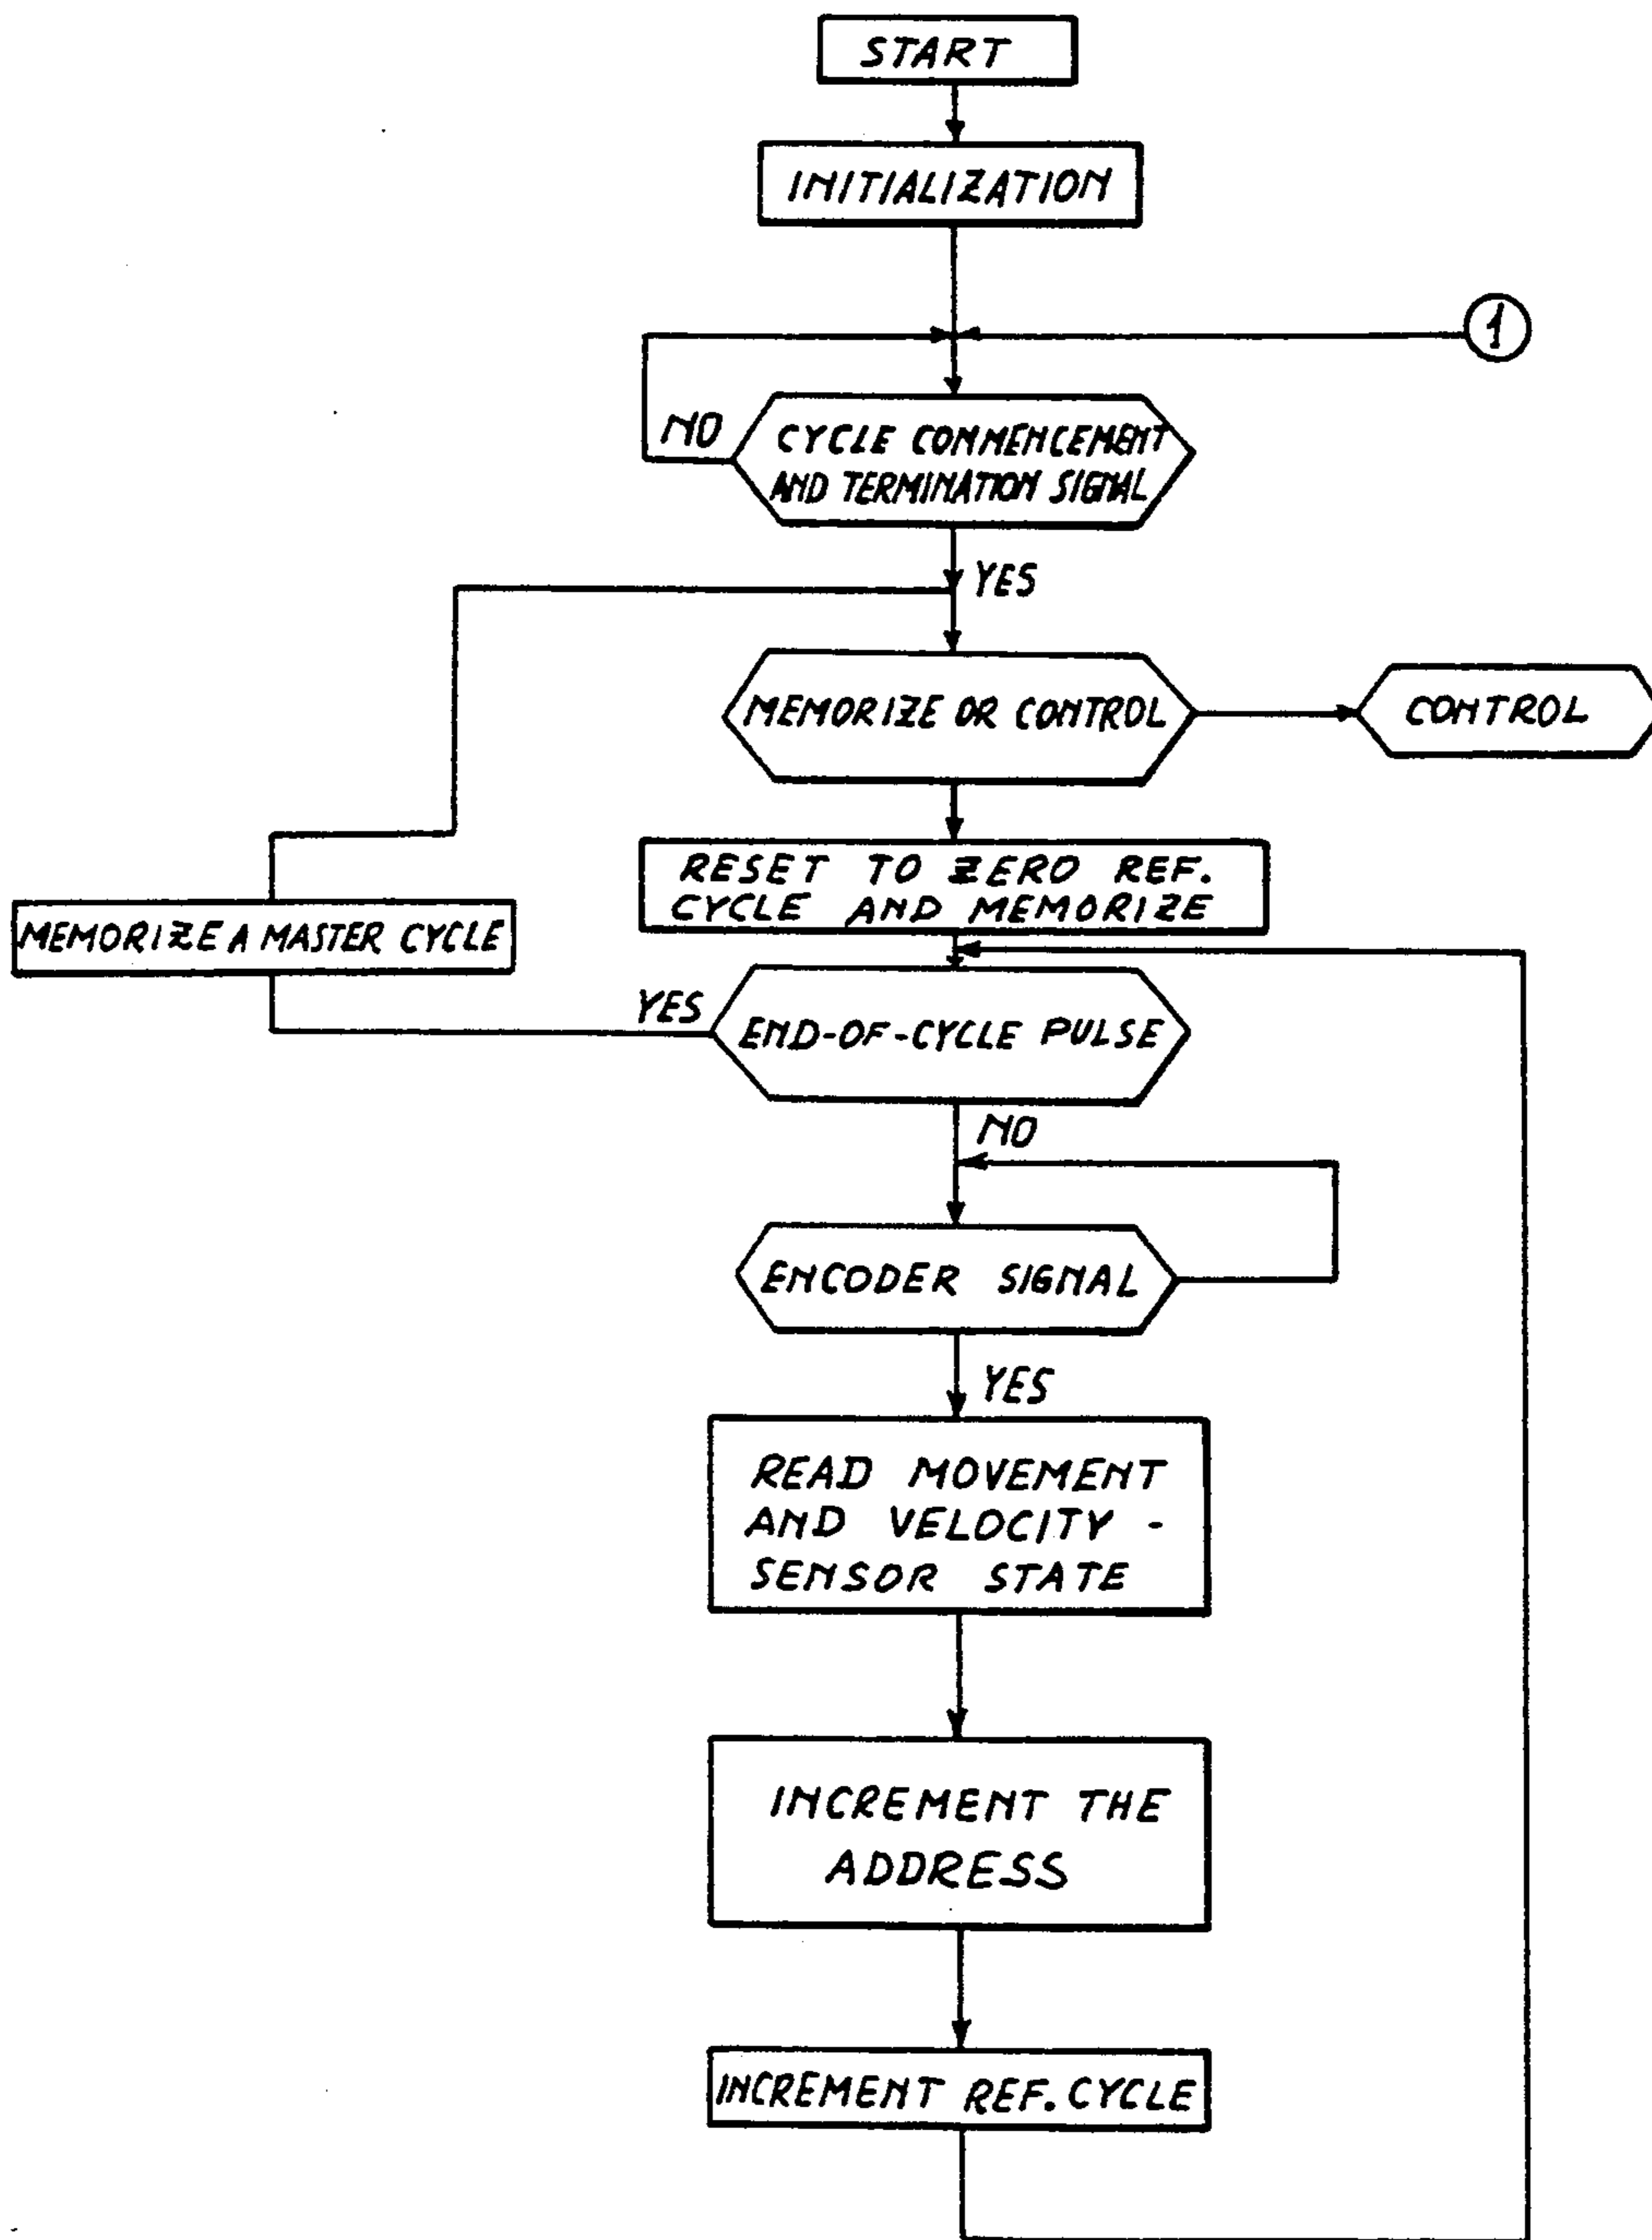 START
INITIALIZATION
1
NO
CYCLE COMMENCEMENT
AND TERMINATION SIGNAL
YES
MEMORIZE OR CONTROL
CONTROL
RESET TO ZERO REF.
CYCLE AND MEMORIZE
MEMORIZE A MASTER CYCLE
YES
END-OF-CYCLE PULSE
NO
ENCODER SIGNAL
YES
READ MOVEMENT
AND VELOCITY -
SENSOR STATE
INCREMENT THE
ADDRESS
INCREMENT REF. CYCLE